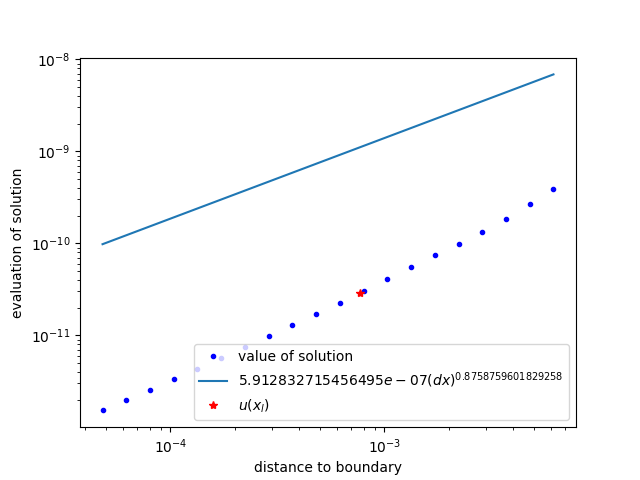 10⁻⁸
10⁻⁹
10⁻¹⁰
10⁻¹¹
evaluation of solution
value of solution
5.912832715456495e − 07(dx)^0.8758759601829258
u(x_l)
10⁻⁴ 10⁻³
distance to boundary